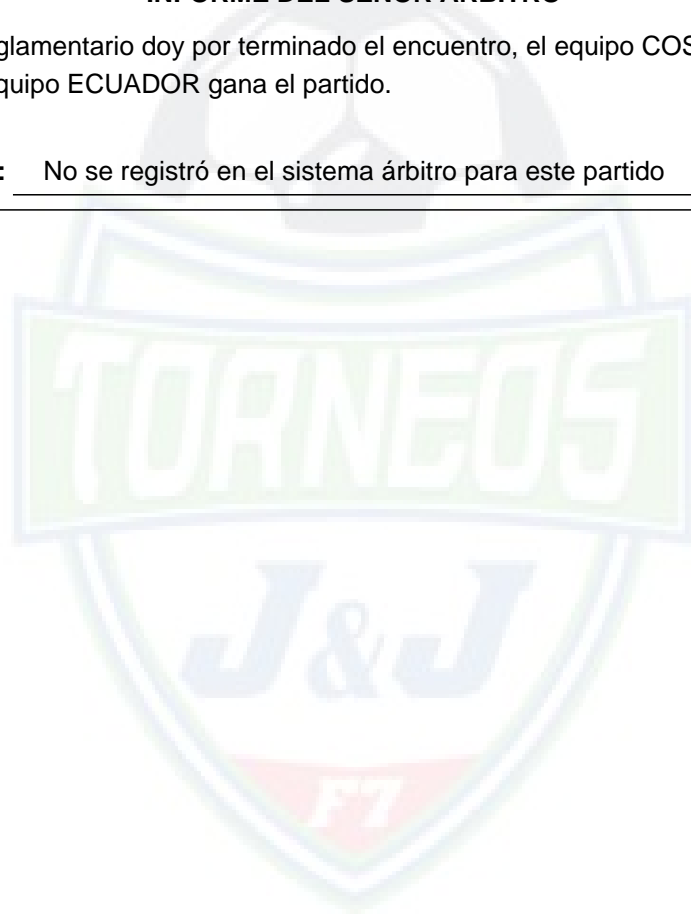 INFORME DEL SEÑOR ÁRBITRO
glamentario doy por terminado el encuentro, el equipo COS
quipo ECUADOR gana el partido.
: No se registró en el sistema árbitro para este partido
TORNEOS
J&J
F7